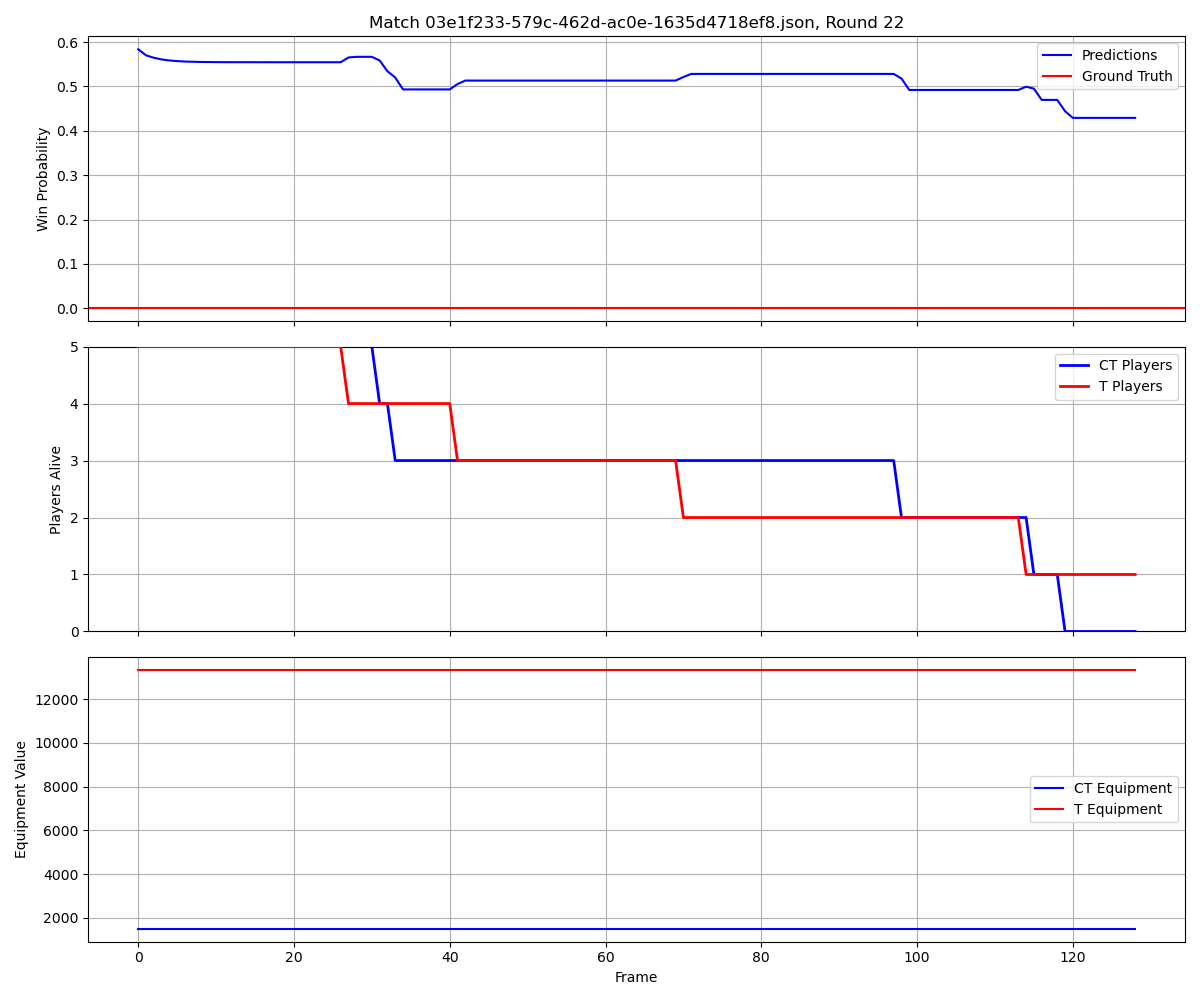 Match 03e1f233-579c-462d-ac0e-1635d4718ef8.json, Round 22
0.6
0.5
0.4
0.3
0.2
0.1
0.0
Win Probability
Predictions
Ground Truth
5
4
3
2
1
0
Players Alive
CT Players
T Players
12000
10000
8000
6000
4000
2000
Equipment Value
CT Equipment
T Equipment
0
20
40
60
80
100
120
Frame